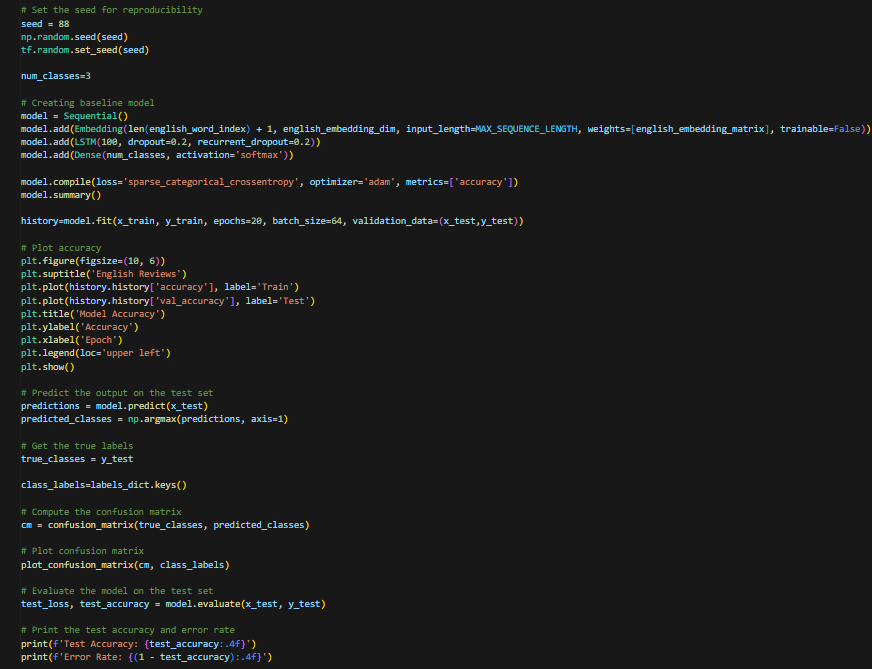 # Set the seed for reproducibility
seed = 88
np.random.seed(seed)
tf.random.set_seed(seed)
num_classes=3
# Creating baseline model
model = Sequential()
model.add(Embedding(len(english_word_index) + 1, english_embedding_dim, input_length=MAX_SEQUENCE_LENGTH, weights=[english_embedding_matrix], trainable=False))
model.add(LSTM(100, dropout=0.2, recurrent_dropout=0.2))
model.add(Dense(num_classes, activation='softmax'))
model.compile(loss='sparse_categorical_crossentropy', optimizer='adam', metrics=['accuracy'])
model.summary()
history=model.fit(x_train, y_train, epochs=20, batch_size=64, validation_data=(x_test,y_test))
# Plot accuracy
plt.figure(figsize=(10, 6))
plt.suptitle('English Reviews')
plt.plot(history.history['accuracy'], label='Train')
plt.plot(history.history['val_accuracy'], label='Test')
plt.title('Model Accuracy')
plt.ylabel('Accuracy')
plt.xlabel('Epoch')
plt.legend(loc='upper left')
plt.show()
# Predict the output on the test set
predictions = model.predict(x_test)
predicted_classes = np.argmax(predictions, axis=1)
# Get the true labels
true_classes = y_test
class_labels=labels_dict.keys()
# Compute the confusion matrix
cm = confusion_matrix(true_classes, predicted_classes)
# Plot confusion matrix
plot_confusion_matrix(cm, class_labels)
# Evaluate the model on the test set
test_loss, test_accuracy = model.evaluate(x_test, y_test)
# Print the test accuracy and error rate
print(f'Test Accuracy: {test_accuracy:.4f}')
print(f'Error Rate: {(1 - test_accuracy):.4f}')